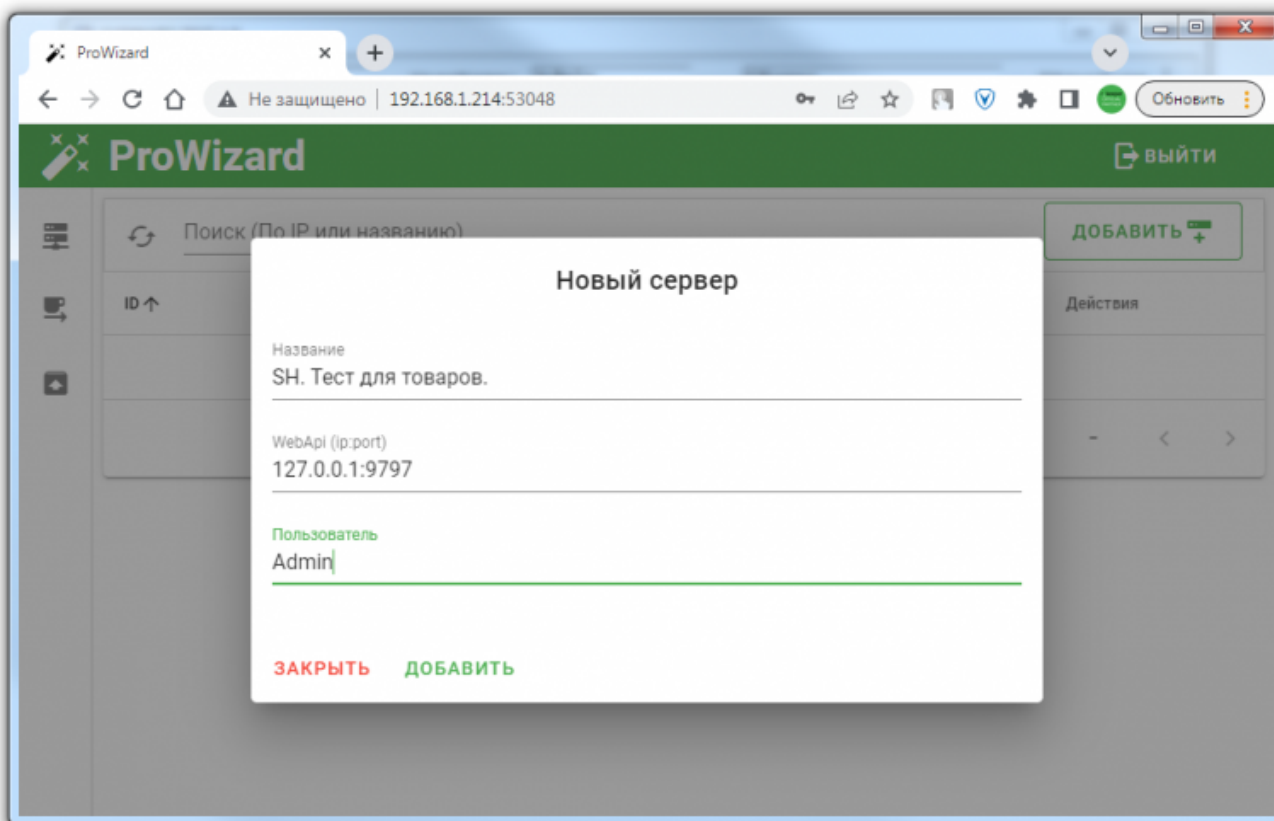 ProWizard
Не защищено 192.168.1.214:53048
Обновить
ProWizard
ВЫЙТИ
Поиск (По IP или названию)
ДОБАВИТЬ
ID
Действия
Новый сервер
Название
SH. Тест для товаров.
WebApi (ip:port)
127.0.0.1:9797
Пользователь
Admin
-
ЗАКРЫТЬ ДОБАВИТЬ